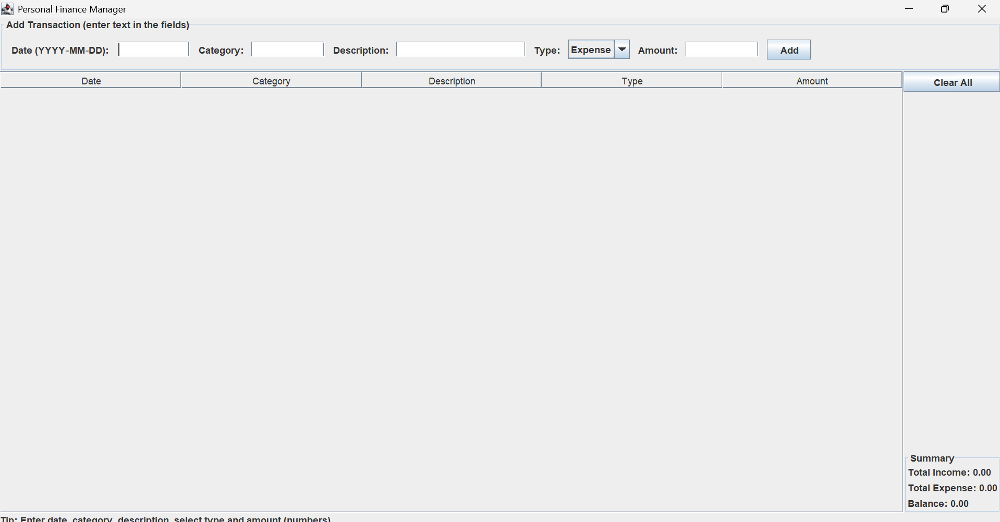 Personal Finance Manager
Add Transaction (enter text in the fields)
Date (YYYY-MM-DD): Category: Description: Type: Expense Amount: Add
Date Category Description Type Amount Clear All
Summary
Total Income: 0.00
Total Expense: 0.00
Balance: 0.00
Tip: Enter date, category, description, select type and amount (numbers)